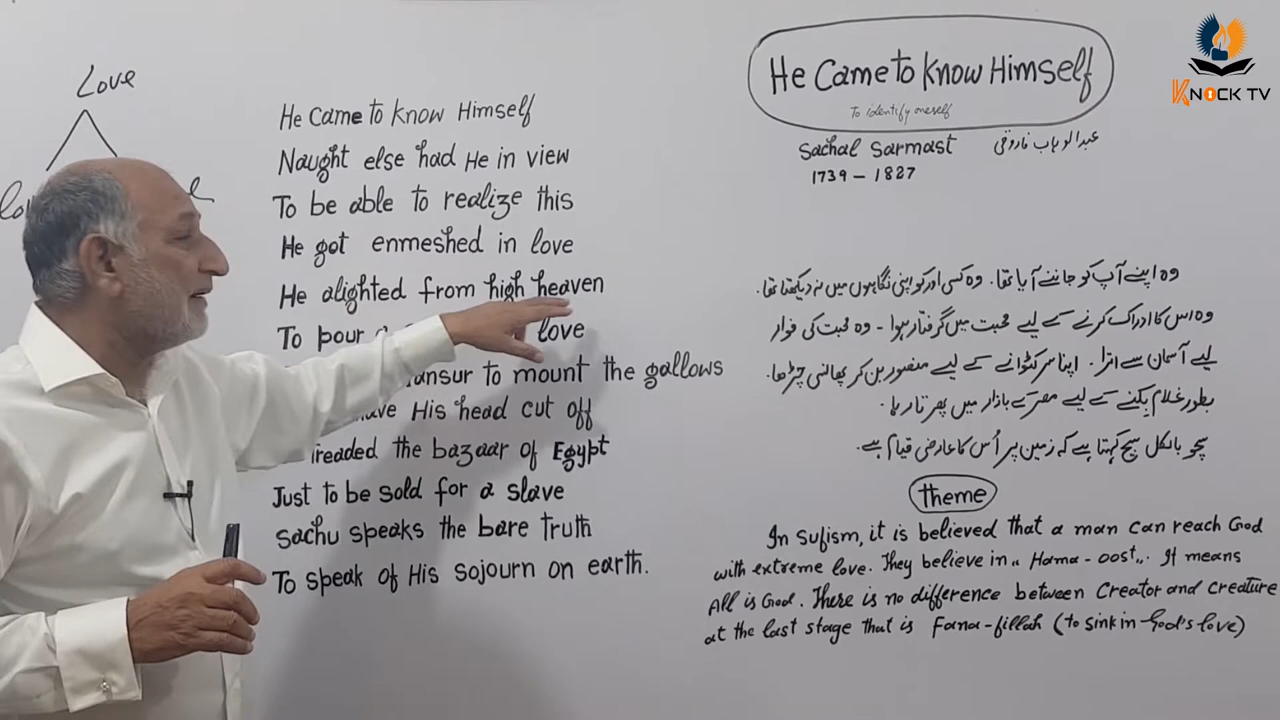 Love
He Came to know Himself
Naught else had He in view
To be able to realize this
He got enmeshed in love
He alighted from high heaven
To pour love
ansur to mount the gallows
ave His head cut off
readed the bazaar of Egypt
Just to be sold for a slave
Sachu speaks the bare truth
To speak of His sojourn on earth.
He Came to know Himself
To identify oneself
Sachal Sarmast عبدالوہاب فاروقی
1739 – 1827
وہ اپنے آپ کو جاننے آیا تھا۔ وہ کسی اور کو اپنی نگاہوں میں نہ دیکھتا تھا۔
وہ اس کا ادراک کرنے کے لیے محبت میں گرفتار ہوا – وہ محبت کی فوار
لیے آسمان سے اترا۔ اپنا سر کٹوانے کے لیے منصور بن کر پھانسی چڑھا۔
بطور غلام بکنے کے لیے مصر کے بازار میں پھرتا رہا۔
سچو بالکل سچ کہتا ہے کہ زمین پر اُس کا عارضی قیام ہے۔
theme
In sufism, it is believed that a man can reach God
with extreme love. They believe in ,, Hama-oost,,. It means
All is God. There is no difference between Creator and creature
at the last stage that is Fana-fillah (to sink in God's love)
KNOCK TV